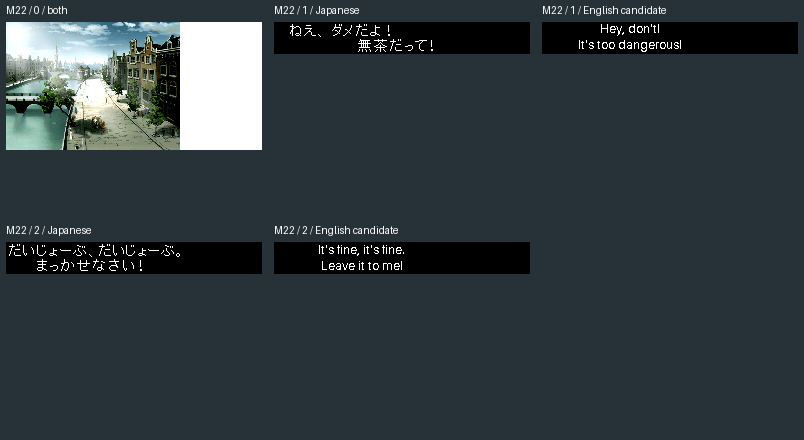 M22 / 0 / both
M22 / 1 / Japanese
M22 / 1 / English candidate
ねえ、ダメだよ！
無茶だって！
Hey, don't!
It's too dangerous!
M22 / 2 / Japanese
M22 / 2 / English candidate
だいじょーぶ、だいじょーぶ。
まっかせなさい！
It's fine, it's fine.
Leave it to me!